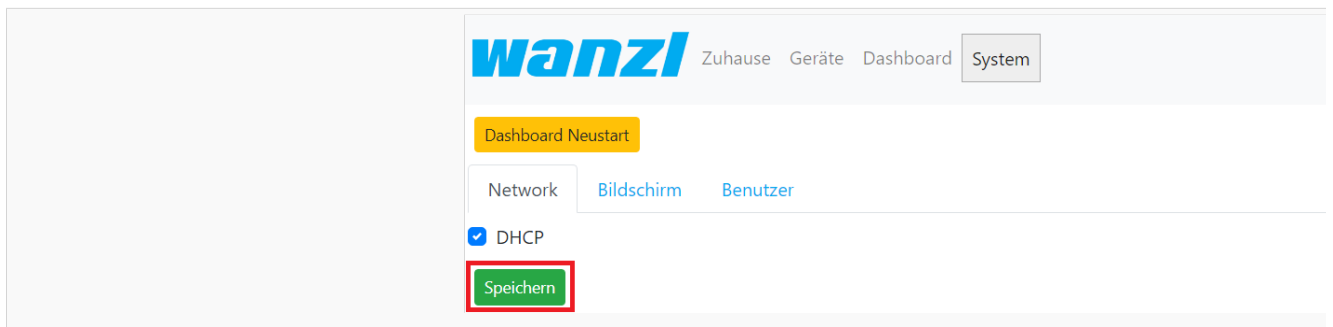 wanzl Zuhause Geräte Dashboard System
Dashboard Neustart
Network Bildschirm Benutzer
DHCP
Speichern